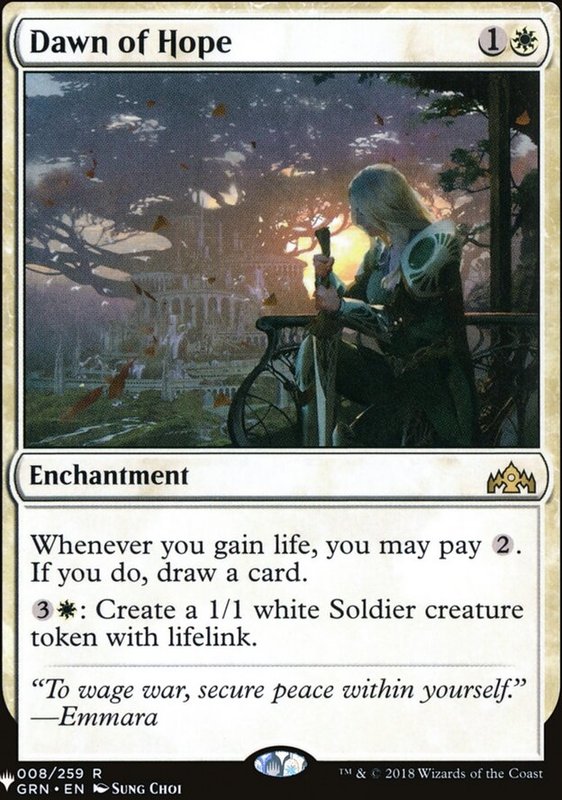 Dawn of Hope 1
Enchantment
Whenever you gain life, you may pay 2.
If you do, draw a card.
3: Create a 1/1 white Soldier creature
token with lifelink.
“To wage war, secure peace within yourself.”
—Emmara
008/259 R
GRN • EN SUNG CHOI
™ & © 2018 Wizards of the Coast